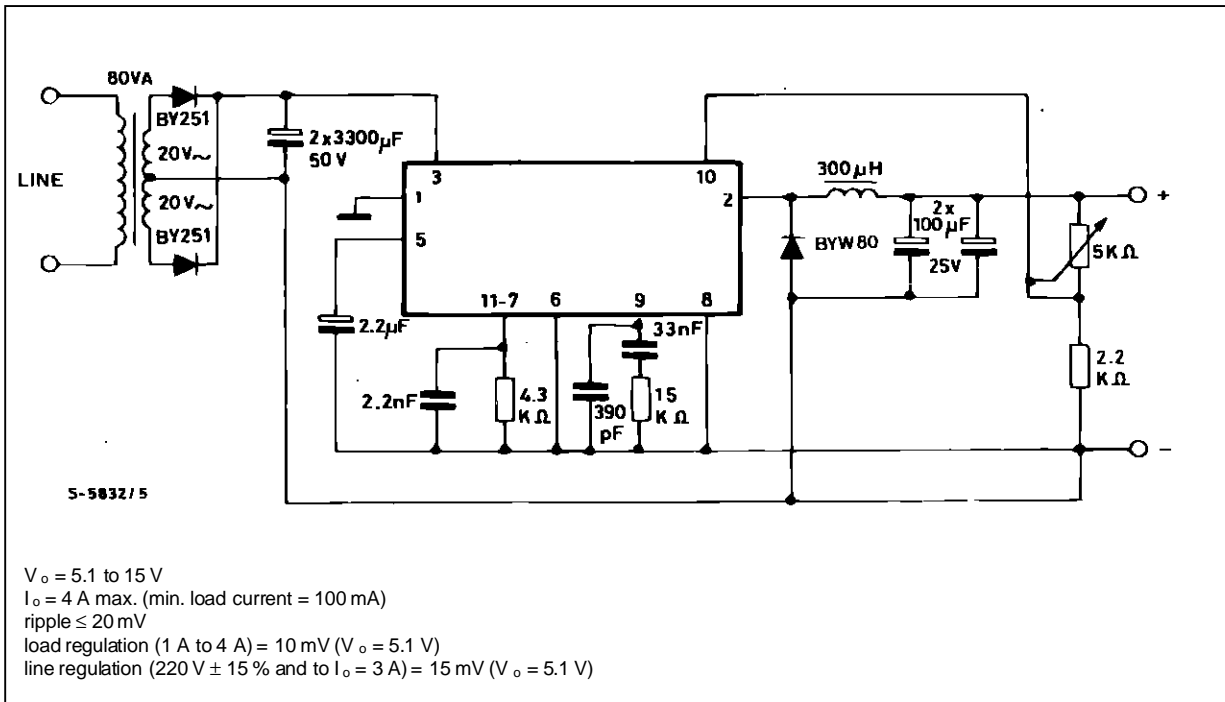 80VA
BY251
20V~
LINE
20V~
BY251
2x3300µF
50V
3
10
1
2
5
11-7
6
9
8
300µH
2x
100µF
25V
BYW80
+
5KΩ
2.2µF
2.2nF
4.3
KΩ
390
pF
33nF
15
KΩ
2.2
KΩ
–
S-5832/5
V o = 5.1 to 15 V
I o = 4 A max. (min. load current = 100 mA)
ripple ≤ 20 mV
load regulation (1 A to 4 A) = 10 mV (V o = 5.1 V)
line regulation (220 V ± 15 % and to I o = 3 A) = 15 mV (V o = 5.1 V)